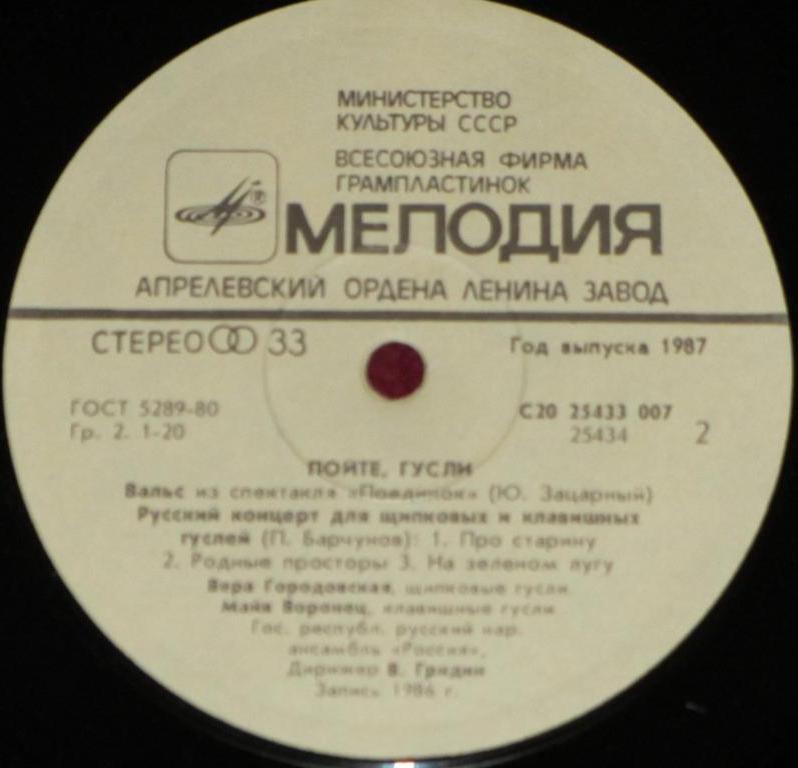 МИНИСТЕРСТВО
КУЛЬТУРЫ СССР
ВСЕСОЮЗНАЯ ФИРМА
ГРАМПЛАСТИНОК
®
МЕЛОДИЯ
АПРЕЛЕВСКИЙ ОРДЕНА ЛЕНИНА ЗАВОД
СТЕРЕО 33
Год выпуска 1987
ГОСТ 5289-80
Гр. 2. 1-20
С20 25433 007
25434
2
ПОЙТЕ, ГУСЛИ
Вальс из спектакля «Поединок» (Ю. Зацарный)
Русский концерт для щипковых и клавишных
гуслей (П. Барчунов): 1. Про старину
2. Родные просторы 3. На зеленом лугу
Вера Городовская, щипковые гусли
Майя Воронец, клавишные гусли
Гос. республ. русский нар.
ансамбль «Россия»,
Дирижер В. Гридин
Запись 1986 г.